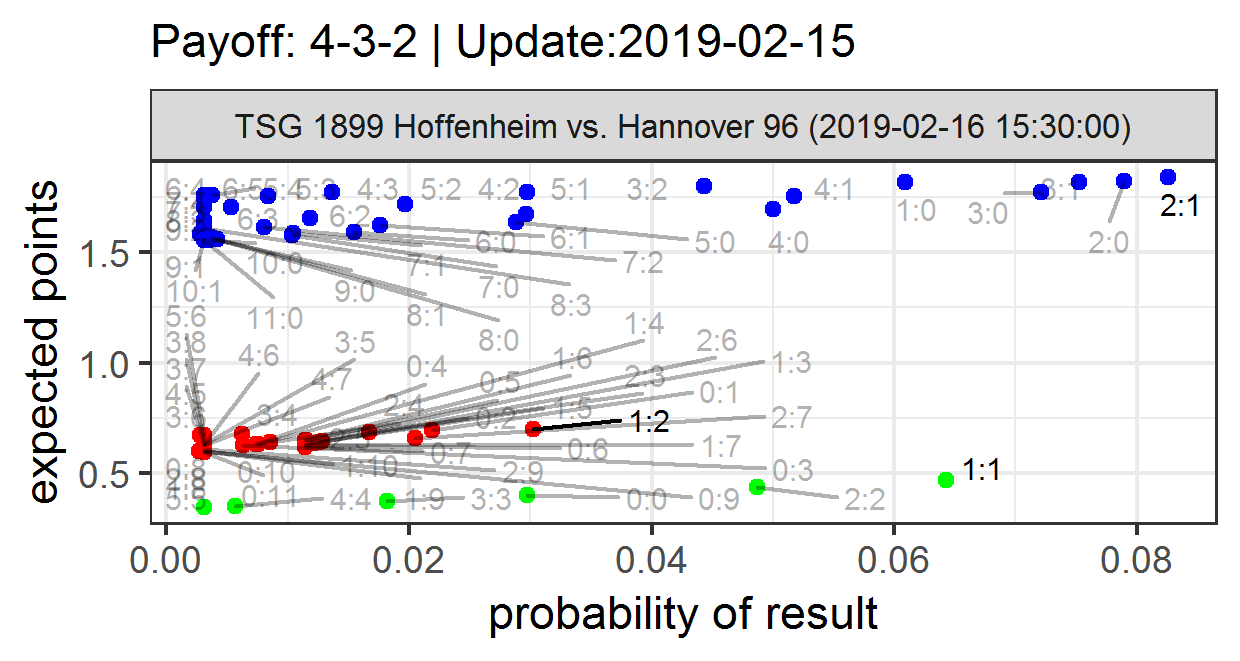 Payoff: 4-3-2 | Update:2019-02-15
TSG 1899 Hoffenheim vs. Hannover 96 (2019-02-16 15:30:00)
expected points
1.5
1.0
0.5
6:4 6:5 5:4 5:3 4:3 5:2 4:2 5:1 3:2 4:1 3:1
6:3 6:2 1:0 3:0 2:1
6:0 6:1 5:0 4:0 2:0
9:1 10:0 7:1 7:2
10:1 9:0 7:0
11:0 8:1 8:3
5:6 8:0 1:4
3:8 4:6 3:5 2:6
3:7 4:7 0:4 1:6 1:3
4:5 0:5 2:3 0:1
3:4 2:4 0:2 1:5 1:2 2:7
0:7 0:6 1:7
0:8 0:10 1:10 2:9 0:3 1:1
0:11 4:4 1:9 3:3 0:0 0:9 2:2
0.00 0.02 0.04 0.06 0.08
probability of result